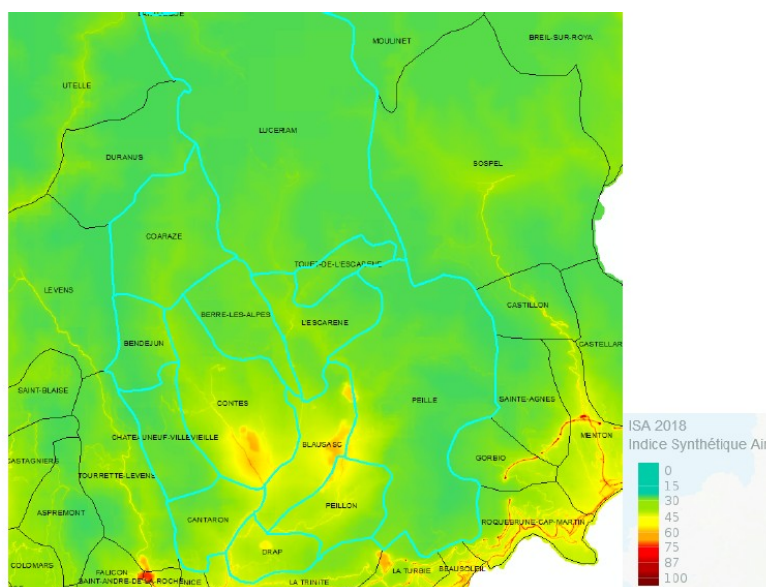 MOULINET
BREIL-SUR-ROYA
UTELLE
LUCERAM
DURANUS
SOSPEL
COARAZE
TOUET-DE-L'ESCARENE
LEVENS
CASTILLON
BERRE-LES-ALPES
L'ESCARENE
BENDEJUN
CASTELLAR
SAINT-BLAISE
CONTES
PEILLE
SAINTE-AGNES
ISA 2018
Indice Synthétique Air
CHATEAUNEUF-VILLEVIEILLE
BLAUSASC
MENTON
CASTAGNIERS
GORBIO
TOURRETTE-LEVENS
0
15
30
45
60
75
87
100
ASPREMONT
PEILLON
CANTARON
ROQUEBRUNE-CAP-MARTIN
DRAP
COLOMARS
FALICON
LA TURBIE
BEAUSOLEIL
SAINT-ANDRE-DE-LA-ROCHE
NICE
LA TRINITE